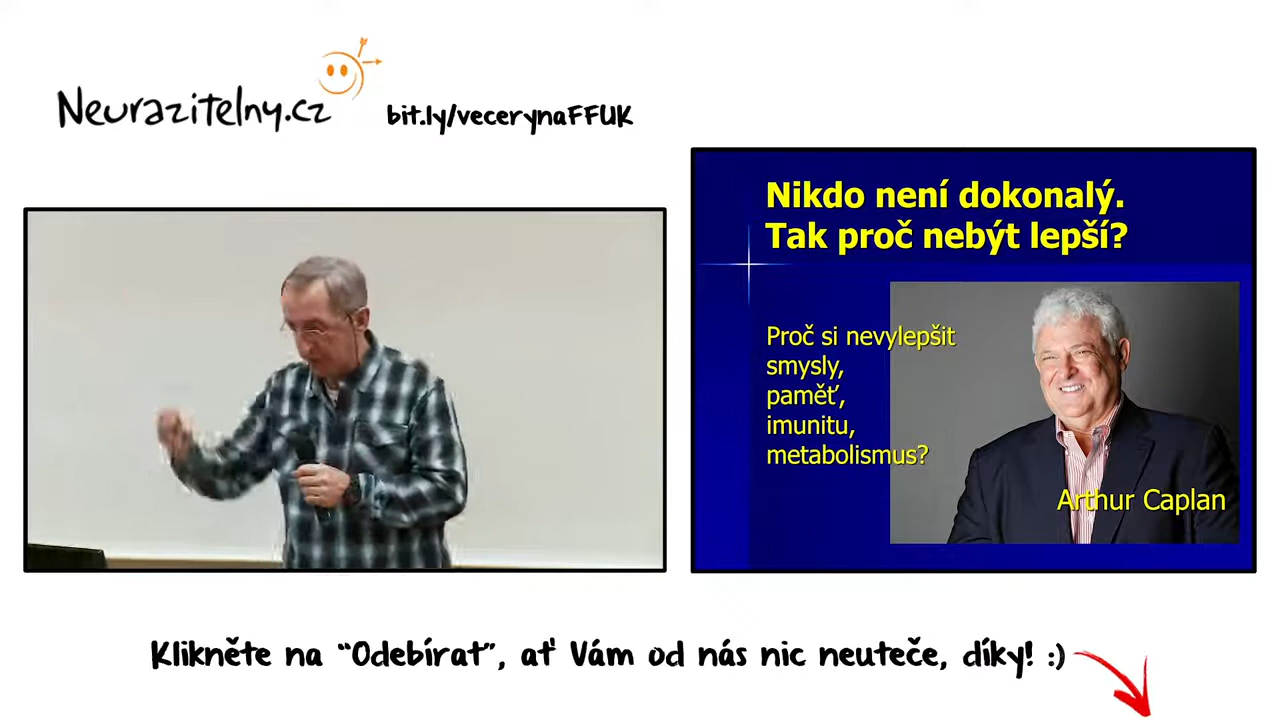 Neurazitelny.cz
bit.ly/vecerynaFFUK
Nikdo není dokonalý.
Tak proč nebýt lepší?
Proč si nevylepšit
smysly,
paměť,
imunitu,
metabolismus?
Arthur Caplan
Klikněte na “Odebírat”, ať Vám od nás nic neuteče, díky! :)